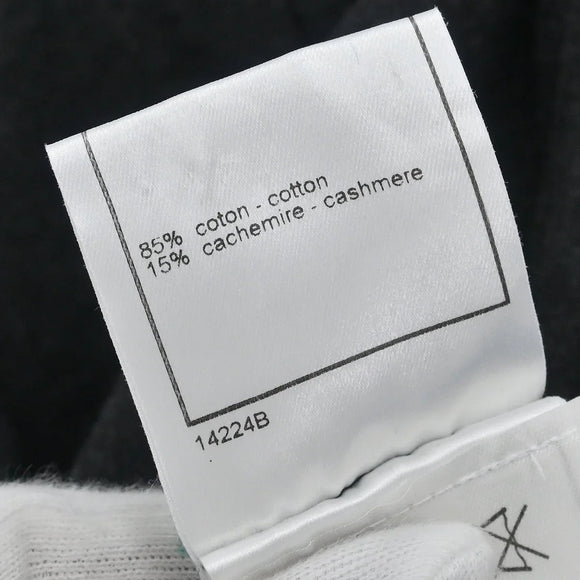 85% coton - cotton
15% cachemire - cashmere
14224B